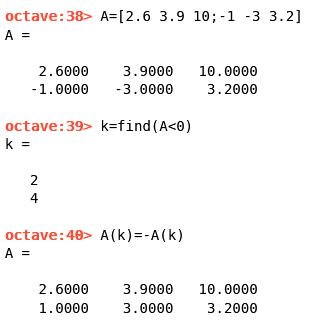 octave:38> A=[2.6 3.9 10;-1 -3 3.2]
A =
2.6000 3.9000 10.0000
-1.0000 -3.0000 3.2000
octave:39> k=find(A<0)
k =
2
4
octave:40> A(k)=-A(k)
A =
2.6000 3.9000 10.0000
1.0000 3.0000 3.2000